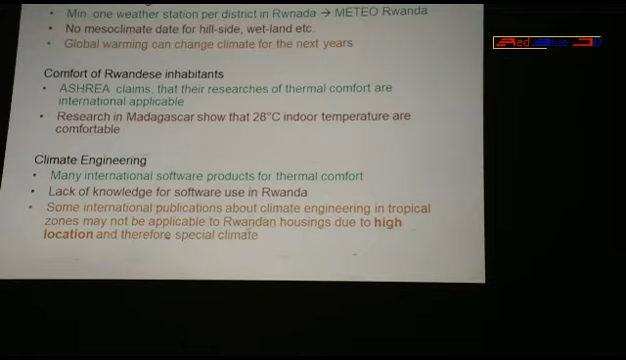 Min. one weather station per district in Rwnada → METEO Rwanda
No mesoclimate date for hill-side, wet-land etc.
Global warming can change climate for the next years
Comfort of Rwandese inhabitants
ASHREA claims, that their researches of thermal comfort are
international applicable
Research in Madagascar show that 28°C indoor temperature are
comfortable
Climate Engineering
Many international software products for thermal comfort
Lack of knowledge for software use in Rwanda
Some international publications about climate engineering in tropical
zones may not be applicable to Rwandan housings due to high
location and therefore special climate